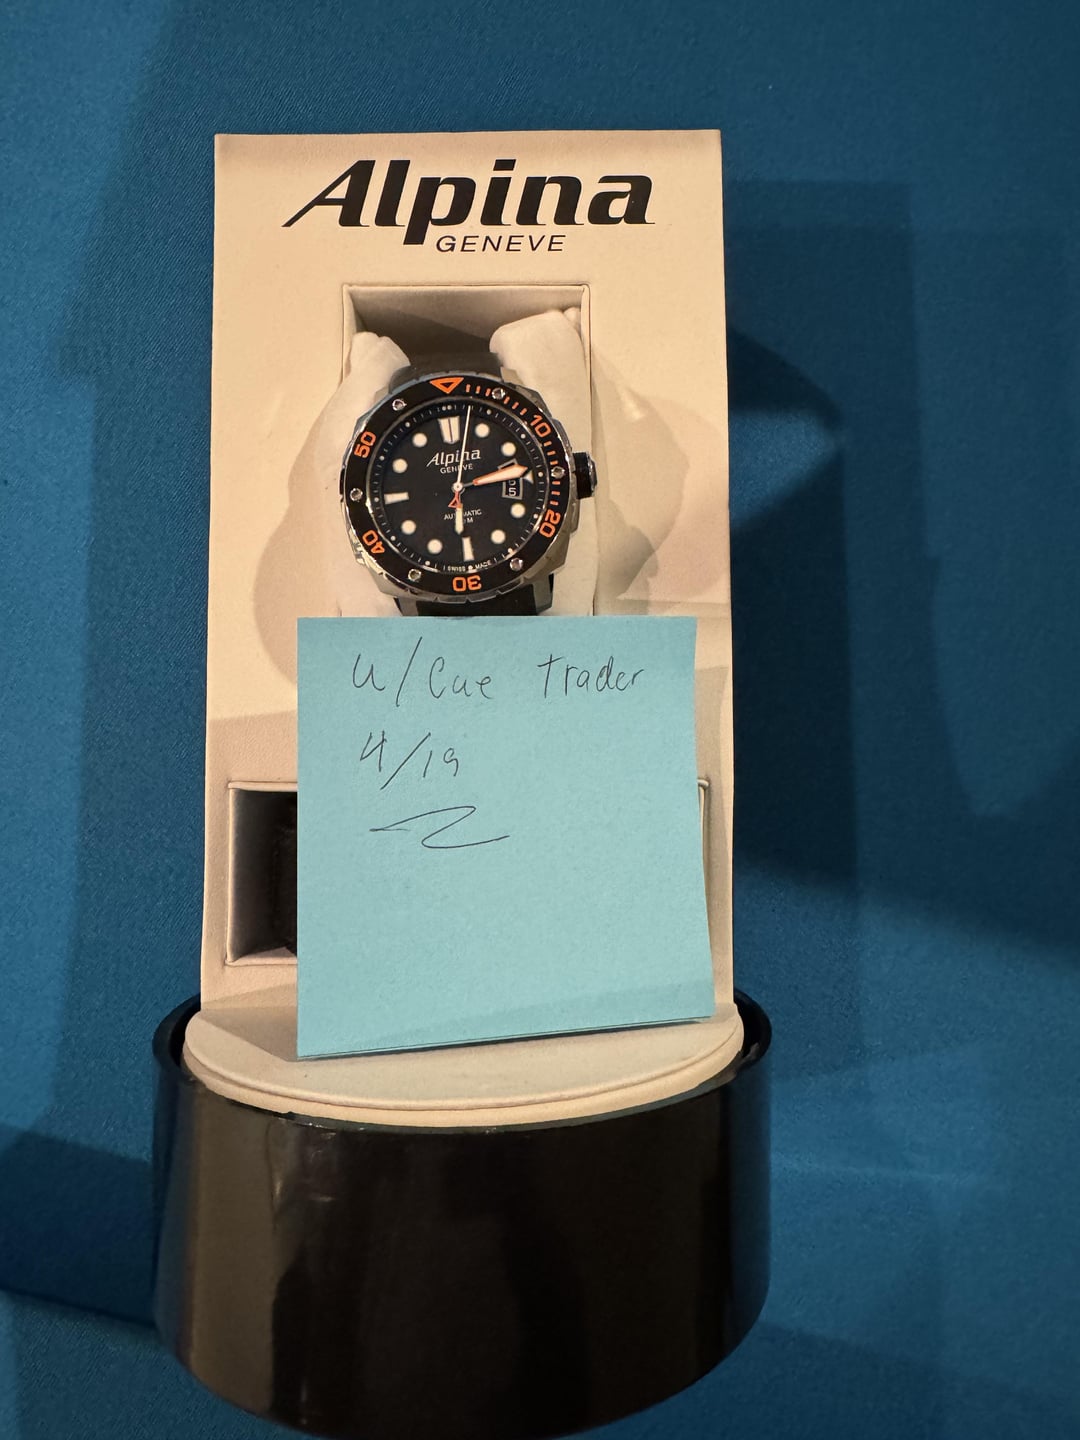 Alpina
GENEVE
10
20
30
40
50
Alpina
GENEVE
5
AUTOMATIC
SWISS MADE
u/Cue Trader
4/19